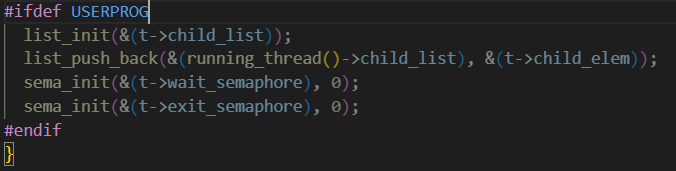 #ifdef USERPROG
  list_init(&(t->child_list));
  list_push_back(&(running_thread()->child_list), &(t->child_elem));
  sema_init(&(t->wait_semaphore), 0);
  sema_init(&(t->exit_semaphore), 0);
#endif
}